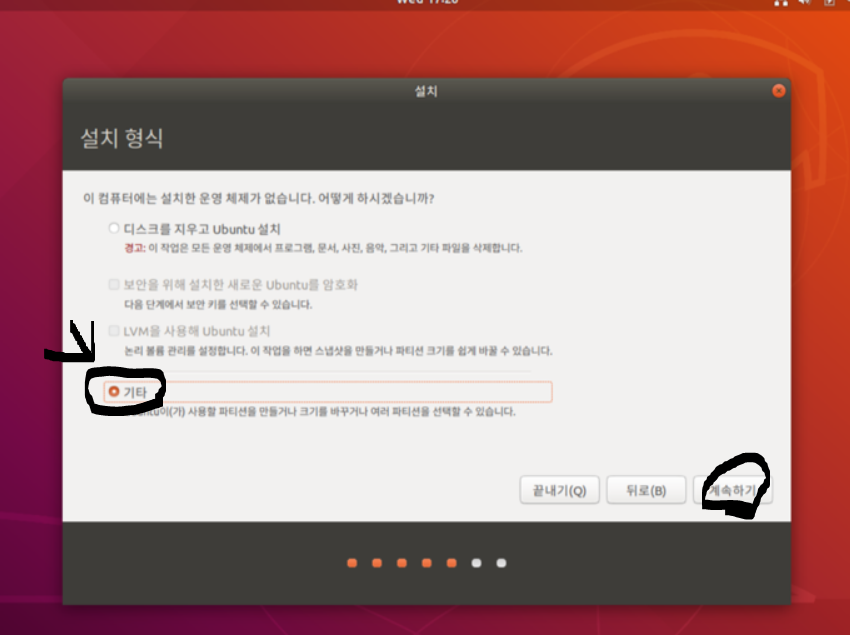 Wed 17:20
설치
설치 형식
이 컴퓨터에는 설치한 운영 체제가 없습니다. 어떻게 하시겠습니까?
디스크를 지우고 Ubuntu 설치
경고: 이 작업은 모든 운영 체제에서 프로그램, 문서, 사진, 음악, 그리고 기타 파일을 삭제합니다.
보안을 위해 설치한 새로운 Ubuntu를 암호화
다음 단계에서 보안 키를 선택할 수 있습니다.
LVM을 사용해 Ubuntu 설치
논리 볼륨 관리를 설정합니다. 이 작업을 하면 스냅샷을 만들거나 파티션 크기를 쉽게 바꿀 수 있습니다.
기타
Ubuntu이(가) 사용할 파티션을 만들거나 크기를 바꾸거나 여러 파티션을 선택할 수 있습니다.
끝내기(Q) 뒤로(B) 계속하기